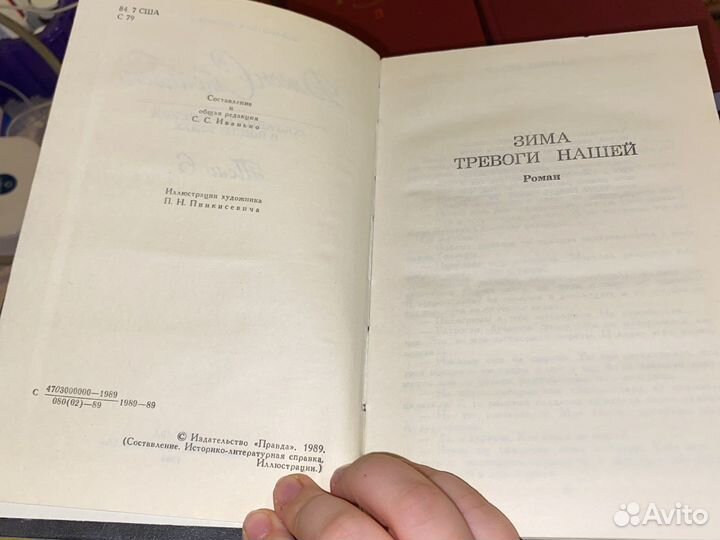 84. 7 США
С 79
Составление
и
общая редакция
С. С. Иванько
Иллюстрации художника
П. Н. Пинкисевича
С 4703000000—1989
080(02)—89
1989—89
© Издательство «Правда». 1989.
(Составление. Историко-литературная справка.
Иллюстрации.)
ЗИМА
ТРЕВОГИ НАШЕЙ
Роман
Avito